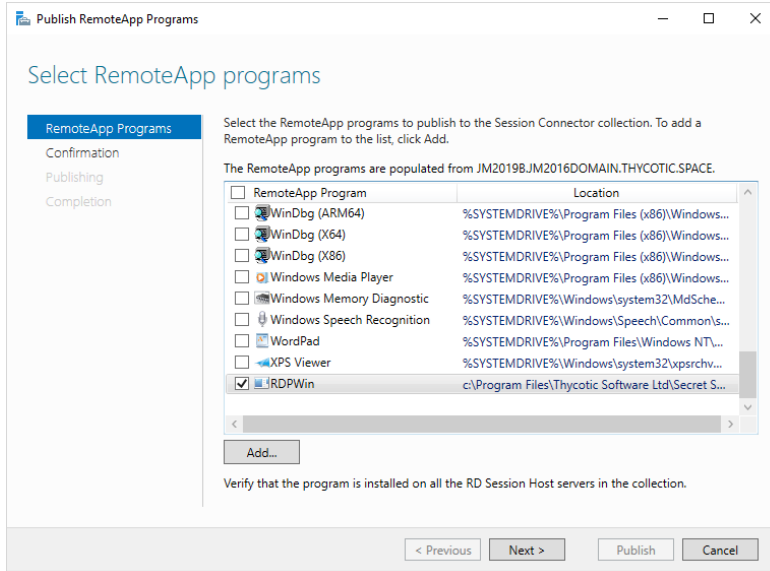 Publish RemoteApp Programs
Select RemoteApp programs
RemoteApp Programs
Confirmation
Publishing
Completion
Select the RemoteApp programs to publish to the Session Connector collection. To add a
RemoteApp program to the list, click Add.
The RemoteApp programs are populated from JM2019B.JM2016DOMAIN.THYCOTIC.SPACE.
RemoteApp Program Location
WinDbg (ARM64) %SYSTEMDRIVE%\Program Files (x86)\Windows...
WinDbg (X64) %SYSTEMDRIVE%\Program Files (x86)\Windows...
WinDbg (X86) %SYSTEMDRIVE%\Program Files (x86)\Windows...
Windows Media Player %SYSTEMDRIVE%\Program Files (x86)\Windows...
Windows Memory Diagnostic %SYSTEMDRIVE%\Windows\system32\MdSche...
Windows Speech Recognition %SYSTEMDRIVE%\Windows\Speech\Common\s...
WordPad %SYSTEMDRIVE%\Program Files\Windows NT\...
XPS Viewer %SYSTEMDRIVE%\Windows\system32\xpsrchv...
RDPWin c:\Program Files\Thycotic Software Ltd\Secret S...
Add...
Verify that the program is installed on all the RD Session Host servers in the collection.
< Previous Next > Publish Cancel